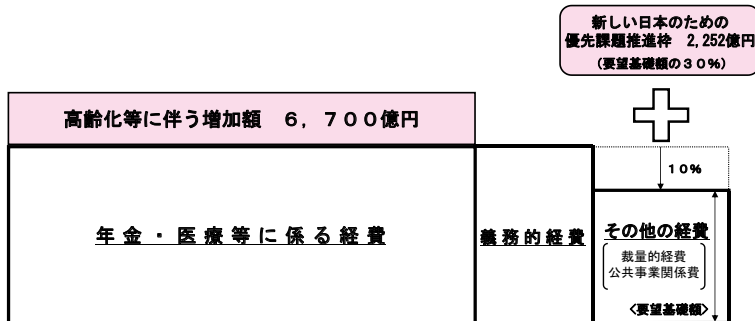 新しい日本のための
優先課題推進枠 2,252億円
(要望基礎額の30%)
高齢化等に伴う増加額 6,700億円
10%
年金・医療等に係る経費
義務的経費
その他の経費
裁量的経費
公共事業関係費
<要望基礎額>